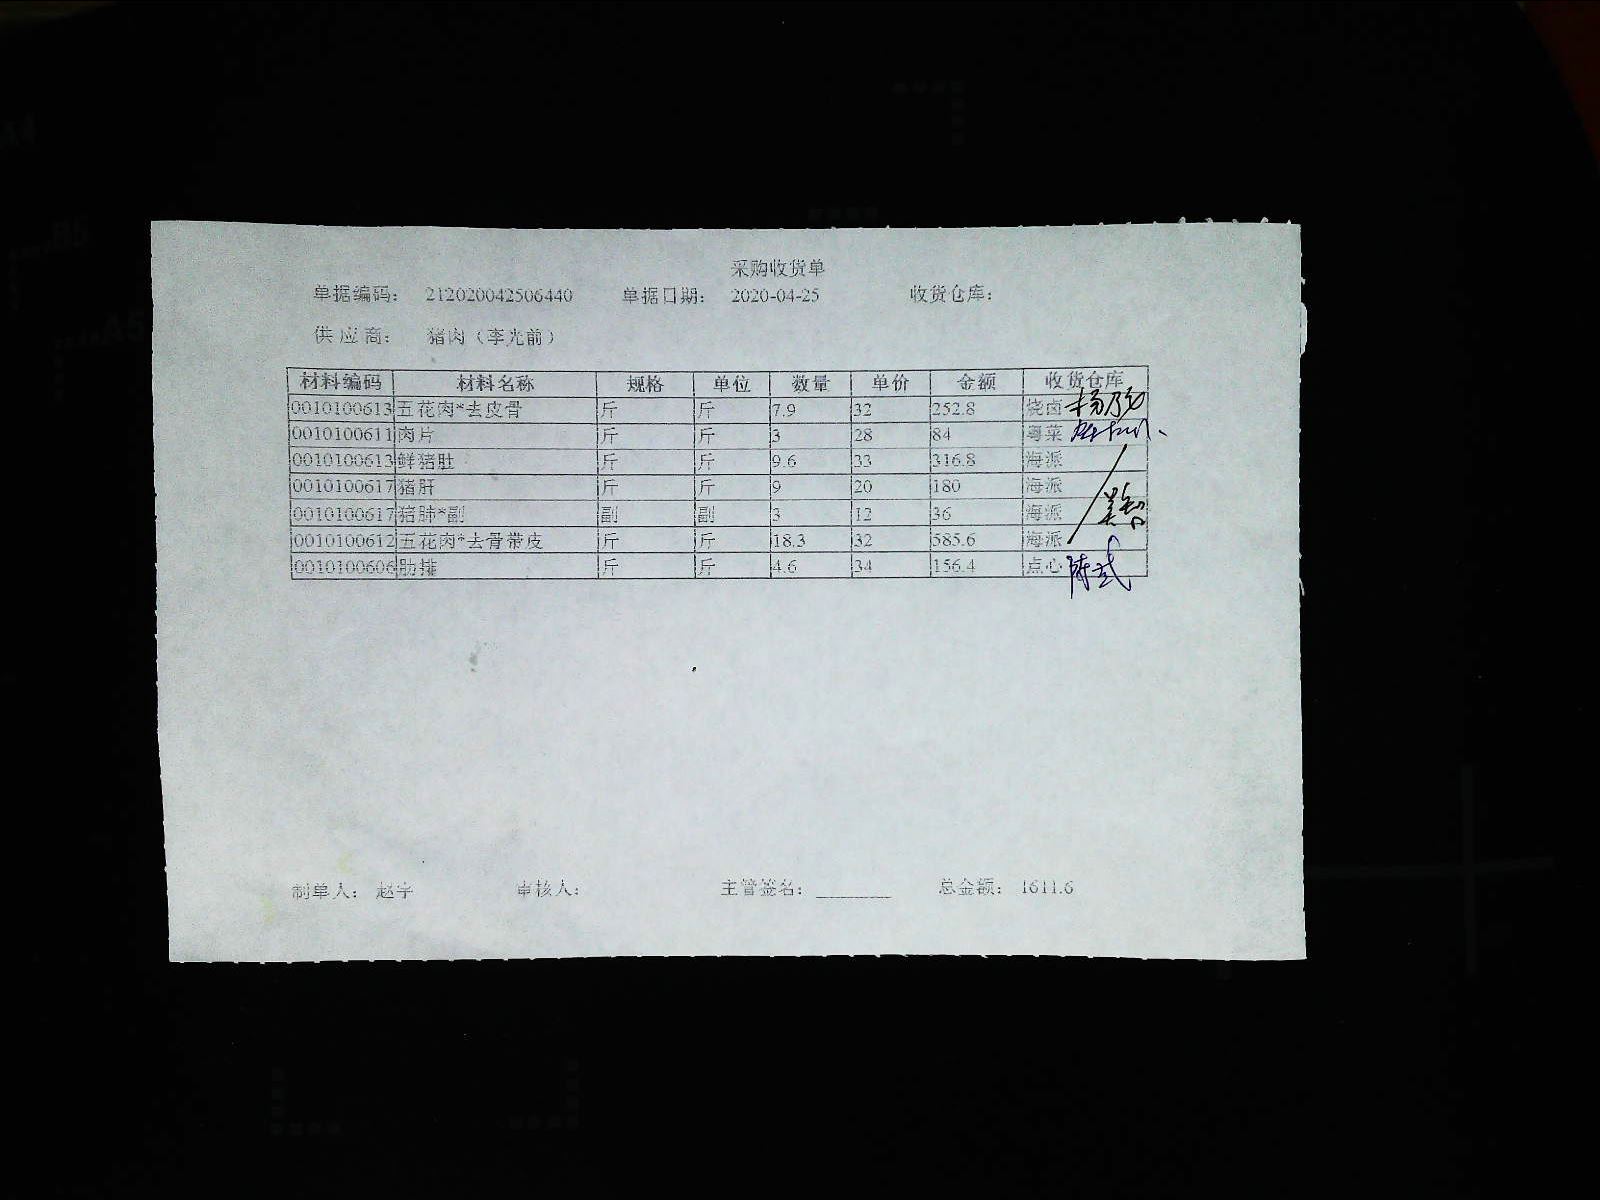 采购收货单
单据编码： 212020042506440 单据日期： 2020-04-25 收货仓库：
供 应 商： 猪肉（李光前）
材料编码 材料名称 规格 单位 数量 单价 金额 收货仓库
0010100613 五花肉*去皮骨 斤 斤 7.9 32 252.8 烧卤
0010100611 肉片 斤 斤 3 28 84 粤菜
0010100613 鲜猪肚 斤 斤 9.6 33 316.8 海派
0010100617 猪肝 斤 斤 9 20 180 海派
0010100617 猪肺*副 副 副 3 12 36 海派
0010100612 五花肉*去骨带皮 斤 斤 18.3 32 585.6 海派
0010100606 肋排 斤 斤 4.6 34 156.4 点心
制单人： 赵宇 审核人： 主管签名： ________ 总金额： 1611.6